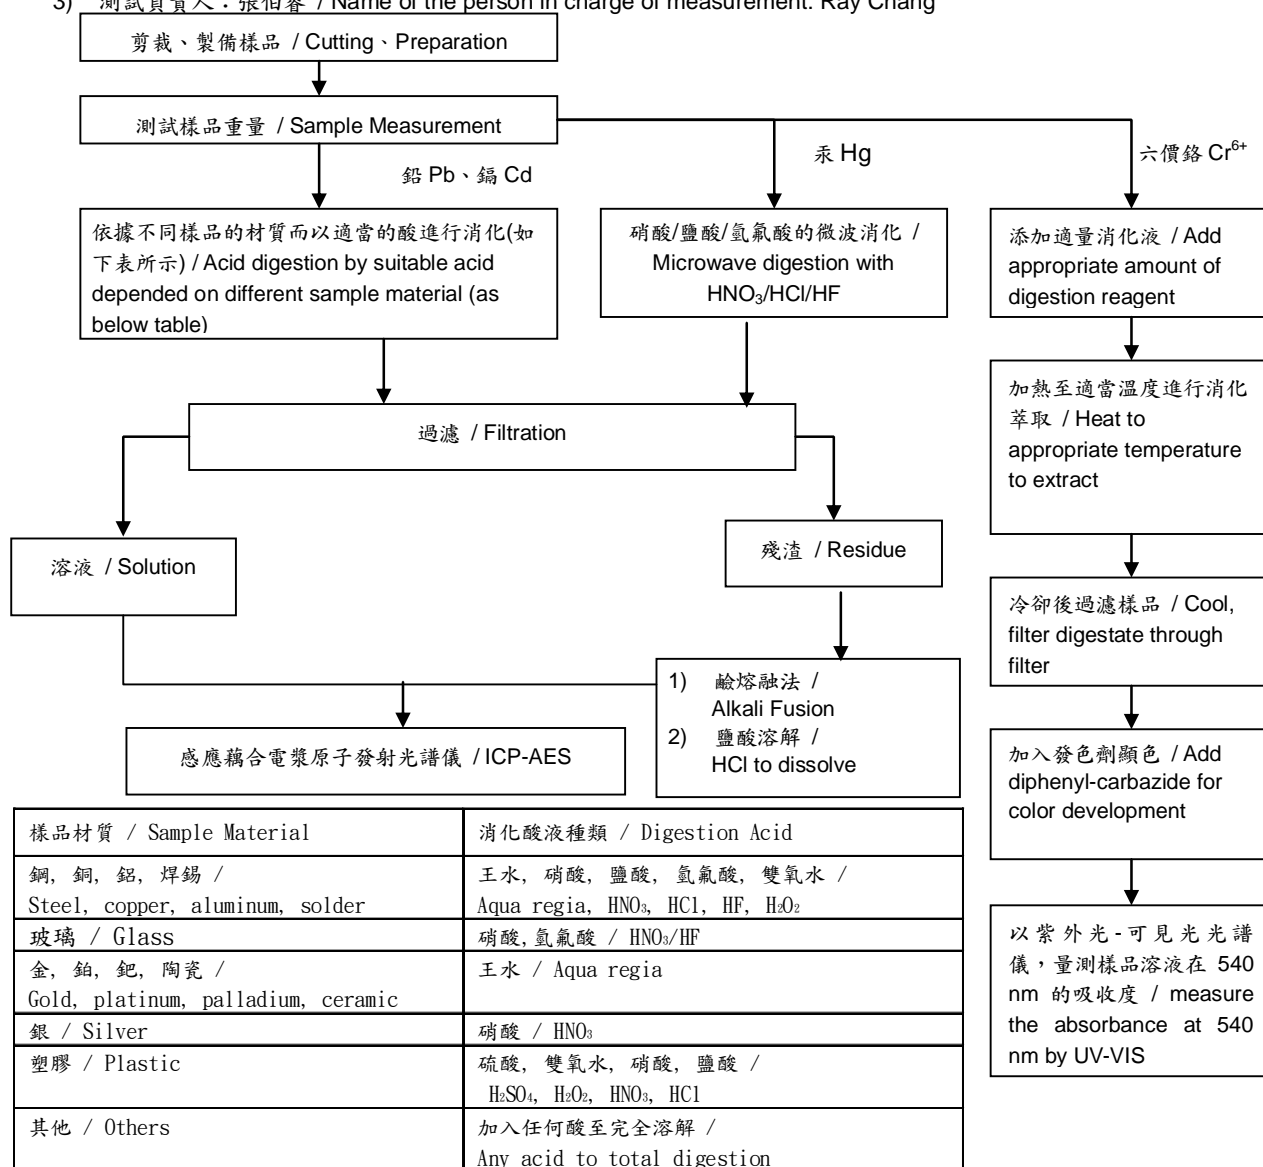 3) 測試負責人：張伯睿 / Name of the person in charge of measurement: Ray Chang
剪裁、製備樣品 / Cutting、Preparation
測試樣品重量 / Sample Measurement
鉛 Pb、鎘 Cd
汞 Hg
六價鉻 Cr⁶⁺
依據不同樣品的材質而以適當的酸進行消化(如
下表所示) / Acid digestion by suitable acid
depended on different sample material (as
below table)
硝酸/鹽酸/氫氟酸的微波消化 /
Microwave digestion with
HNO₃/HCl/HF
添加適量消化液 / Add
appropriate amount of
digestion reagent
過濾 / Filtration
加熱至適當溫度進行消化
萃取 / Heat to
appropriate temperature
to extract
溶液 / Solution
殘渣 / Residue
冷卻後過濾樣品 / Cool,
filter digestate through
filter
1) 鹼熔融法 /
Alkali Fusion
2) 鹽酸溶解 /
HCl to dissolve
感應藕合電漿原子發射光譜儀 / ICP-AES
加入發色劑顯色 / Add
diphenyl-carbazide for
color development
以紫外光-可見光光譜
儀，量測樣品溶液在 540
nm 的吸收度 / measure
the absorbance at 540
nm by UV-VIS
樣品材質 / Sample Material
消化酸液種類 / Digestion Acid
鋼, 銅, 鋁, 焊錫 /
Steel, copper, aluminum, solder
王水, 硝酸, 鹽酸, 氫氟酸, 雙氧水 /
Aqua regia, HNO₃, HCl, HF, H₂O₂
玻璃 / Glass
硝酸,氫氟酸 / HNO₃/HF
金, 鉑, 鈀, 陶瓷 /
Gold, platinum, palladium, ceramic
王水 / Aqua regia
銀 / Silver
硝酸 / HNO₃
塑膠 / Plastic
硫酸, 雙氧水, 硝酸, 鹽酸 /
H₂SO₄, H₂O₂, HNO₃, HCl
其他 / Others
加入任何酸至完全溶解 /
Any acid to total digestion